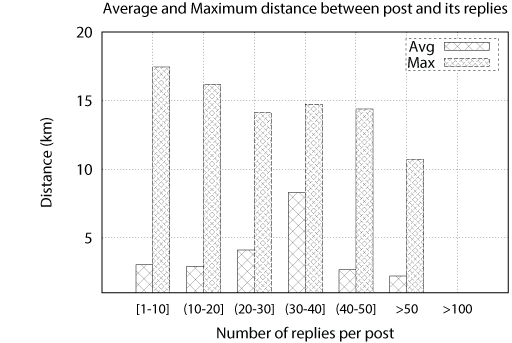 Average and Maximum distance between post and its replies
Avg
Max
20
15
10
5
Distance (km)
[1-10] (10-20] (20-30] (30-40] (40-50] >50 >100
Number of replies per post